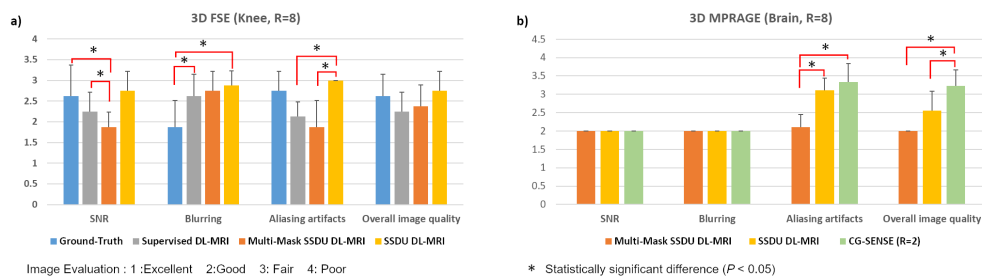 a)
3D FSE (Knee, R=8)
4
3.5
3
2.5
2
1.5
1
0.5
0
* * * * * *
SNR Blurring Aliasing artifacts Overall image quality
Ground-Truth Supervised DL-MRI Multi-Mask SSDU DL-MRI SSDU DL-MRI
Image Evaluation : 1 :Excellent 2:Good 3: Fair 4: Poor
b)
3D MPRAGE (Brain, R=8)
4.5
4
3.5
3
2.5
2
1.5
1
0.5
0
* * * *
SNR Blurring Aliasing artifacts Overall image quality
Multi-Mask SSDU DL-MRI SSDU DL-MRI CG-SENSE (R=2)
* Statistically significant difference (P < 0.05)